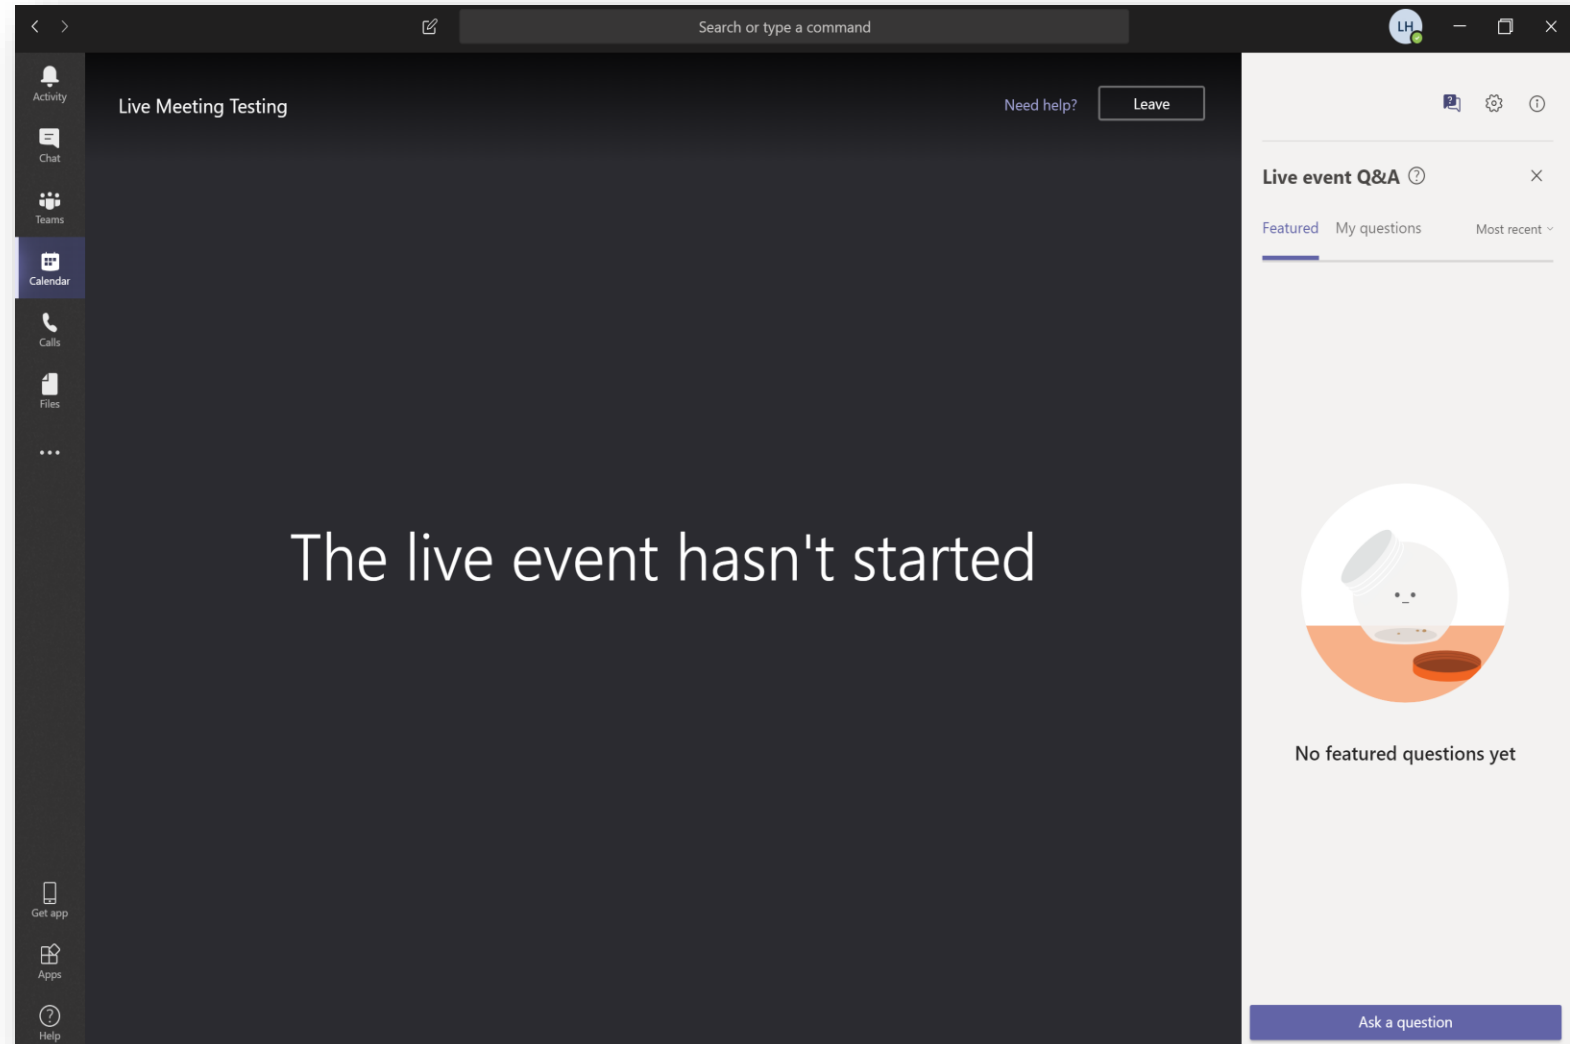 Search or type a command
LH
Activity
Chat
Teams
Calendar
Calls
Files
Get app
Apps
Help
Live Meeting Testing
Need help?
Leave
The live event hasn't started
Live event Q&A
Featured My questions Most recent
No featured questions yet
Ask a question